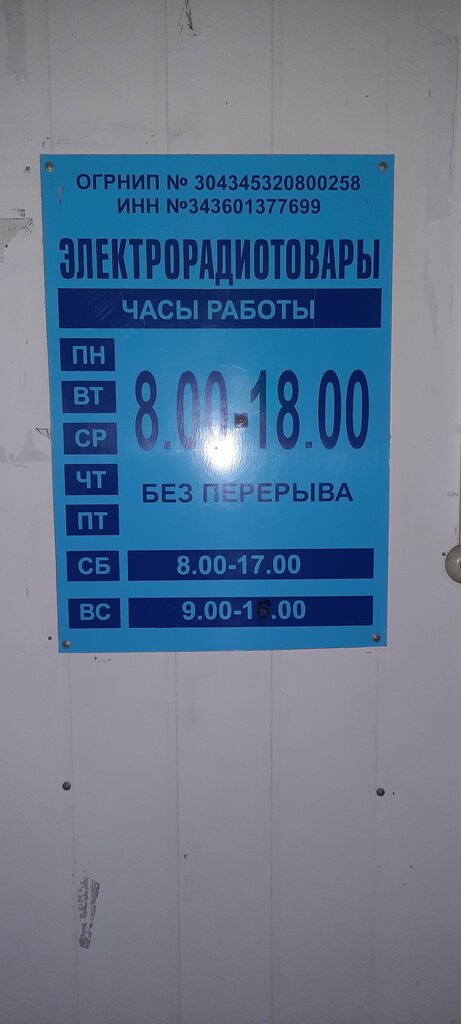 ОГРНИП № 304345320800258
ИНН №343601377699
ЭЛЕКТРОРАДИОТОВАРЫ
ЧАСЫ РАБОТЫ
ПН
ВТ
СР
ЧТ
ПТ
8.00-18.00
БЕЗ ПЕРЕРЫВА
СБ 8.00-17.00
ВС 9.00-16.00